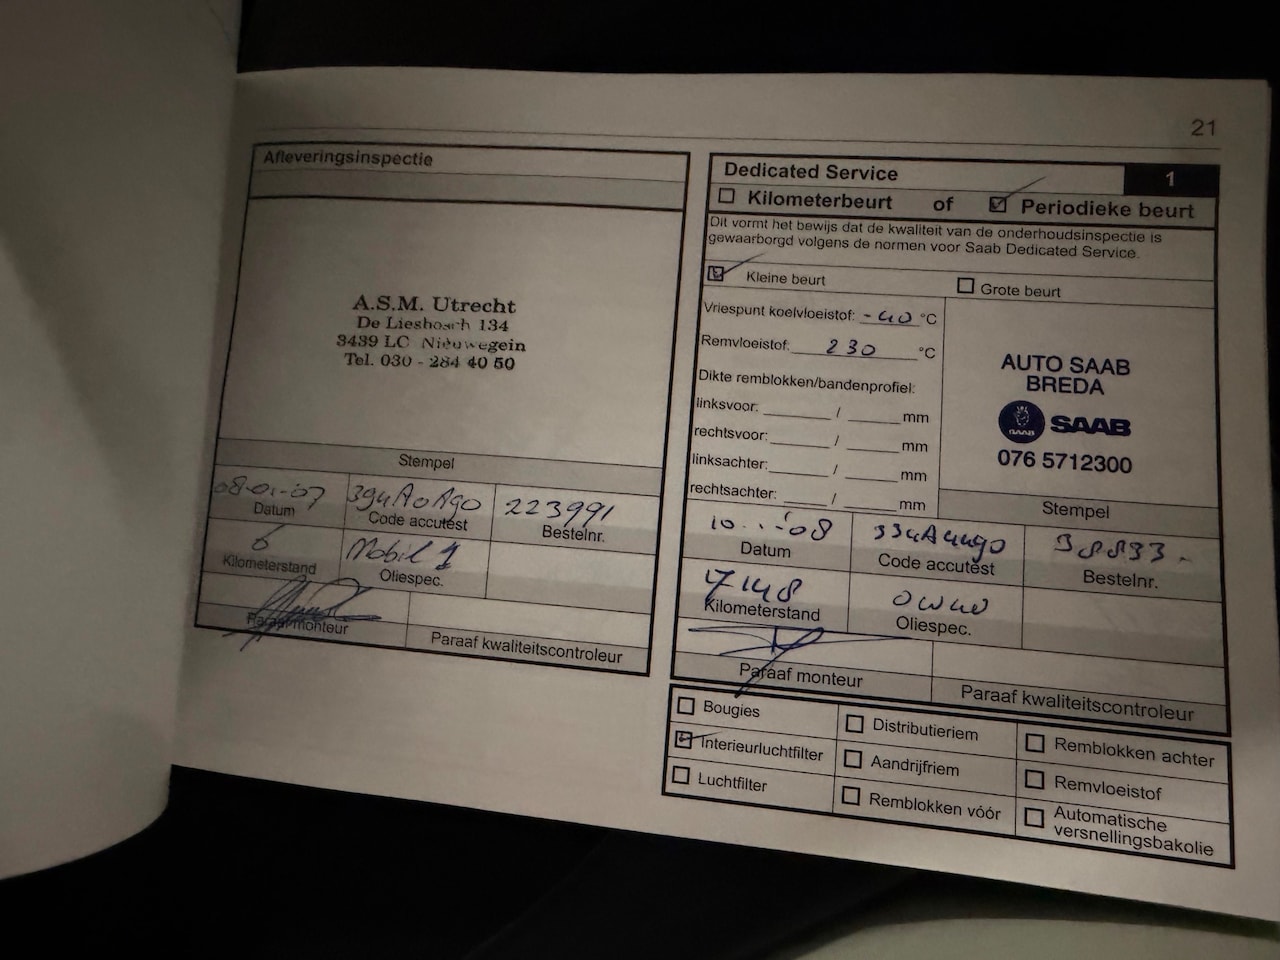 21
Afleveringsinspectie
A.S.M. Utrecht
De Liesbosch 134
3439 LC Nieuwegein
Tel. 030 - 284 40 50
Stempel
08-01-07
223991
Datum
Code accutest
Bestelnr.
6
Mobil 1
Kilometerstand
Oliespec.
Paraaf monteur
Paraaf kwaliteitscontroleur
Dedicated Service
1
Kilometerbeurt of Periodieke beurt
Dit vormt het bewijs dat de kwaliteit van de onderhoudsinspectie is
gewaarborgd volgens de normen voor Saab Dedicated Service.
Kleine beurt
Grote beurt
Vriespunt koelvloeistof: -40 °C
Remvloeistof: 230 °C
Dikte remblokken/bandenprofiel:
linksvoor: / mm
rechtsvoor: / mm
linksachter: / mm
rechtsachter: / mm
AUTO SAAB
BREDA
SAAB SAAB
076 5712300
Stempel
Datum
Code accutest
Bestelnr.
7148
0W40
Kilometerstand
Oliespec.
Paraaf monteur
Paraaf kwaliteitscontroleur
Bougies
Distributieriem
Remblokken achter
Interieurluchtfilter
Aandrijfriem
Remvloeistof
Luchtfilter
Remblokken vóór
Automatische
versnellingsbakolie